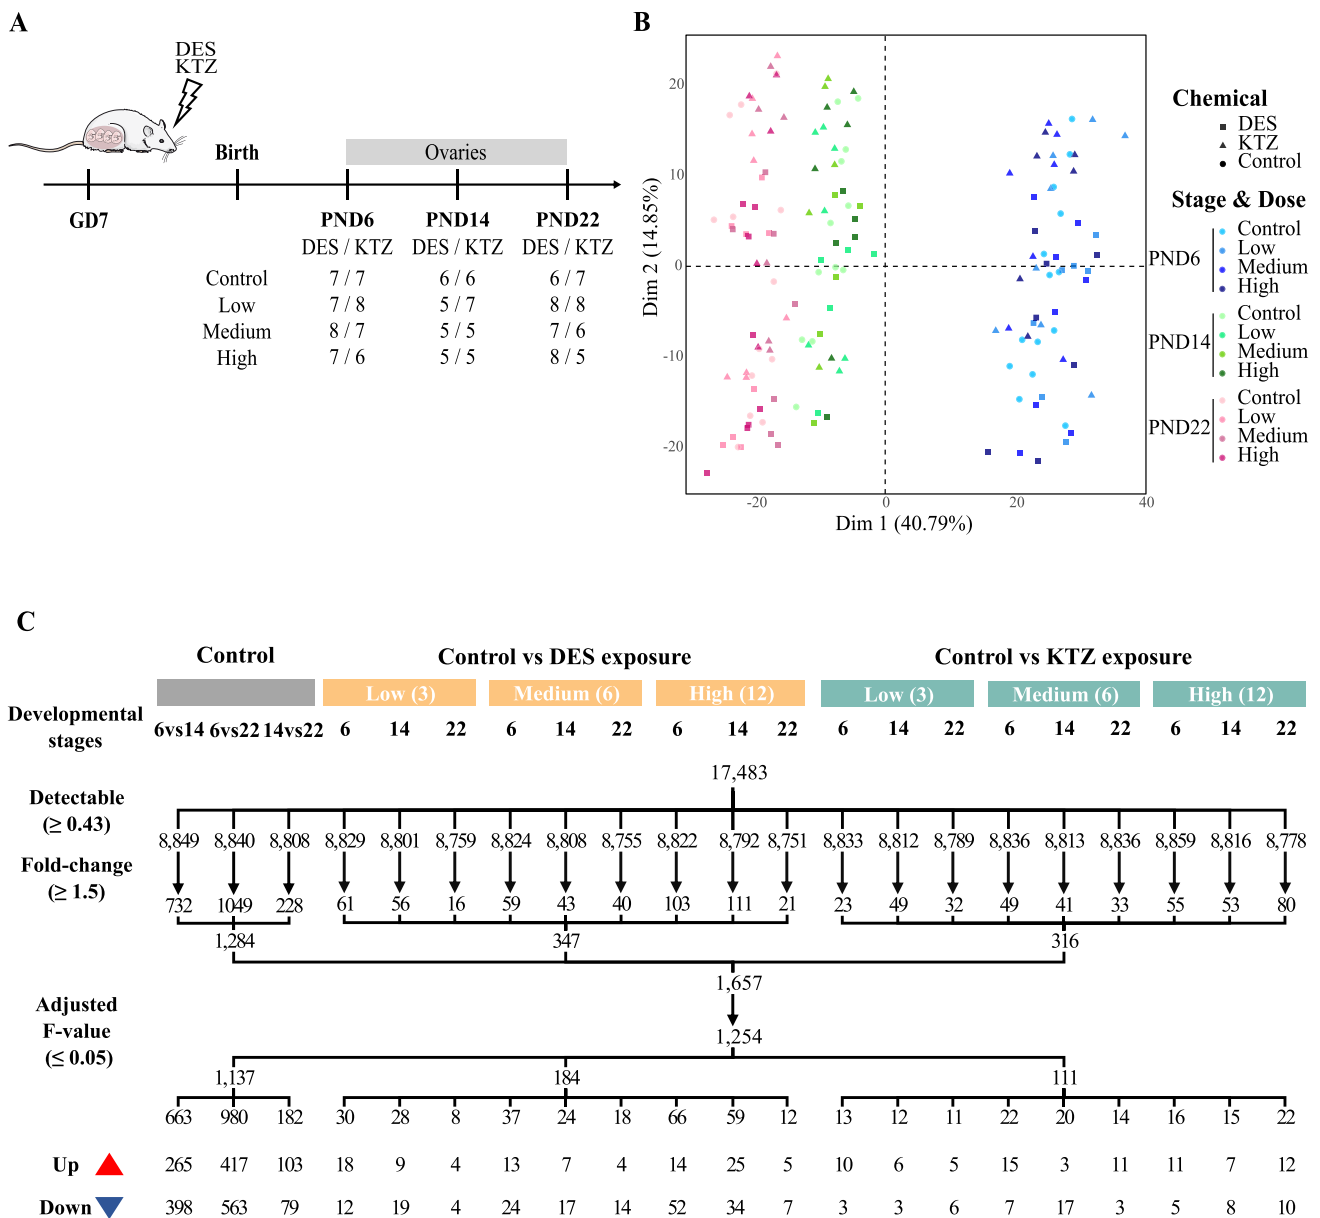 A
DES
KTZ
Birth
Ovaries
GD7
PND6
PND14
PND22
DES / KTZ
DES / KTZ
DES / KTZ
Control 7 / 7 6 / 6 6 / 7
Low 7 / 8 5 / 7 8 / 8
Medium 8 / 7 5 / 5 7 / 6
High 7 / 6 5 / 5 8 / 5
B
Dim 2 (14.85%)
20
10
0
-10
-20
-20 0 20 40
Dim 1 (40.79%)
Chemical
DES
KTZ
Control
Stage & Dose
PND6
Control
Low
Medium
High
PND14
Control
Low
Medium
High
PND22
Control
Low
Medium
High
C
Control
Control vs DES exposure
Control vs KTZ exposure
Low (3) Medium (6) High (12) Low (3) Medium (6) High (12)
Developmental
stages
6vs14 6vs22 14vs22 6 14 22 6 14 22 6 14 22 6 14 22 6 14 22 6 14 22
17,483
Detectable
(≥ 0.43)
8,849 8,840 8,808 8,829 8,801 8,759 8,824 8,808 8,755 8,822 8,792 8,751 8,833 8,812 8,789 8,836 8,813 8,836 8,859 8,816 8,778
Fold-change
(≥ 1.5)
732 1049 228 61 56 16 59 43 40 103 111 21 23 49 32 49 41 33 55 53 80
1,284 347 316
1,657
Adjusted
F-value
(≤ 0.05)
1,254
1,137 184 111
663 980 182 30 28 8 37 24 18 66 59 12 13 12 11 22 20 14 16 15 22
Up 265 417 103 18 9 4 13 7 4 14 25 5 10 6 5 15 3 11 11 7 12
Down 398 563 79 12 19 4 24 17 14 52 34 7 3 3 6 7 17 3 5 8 10